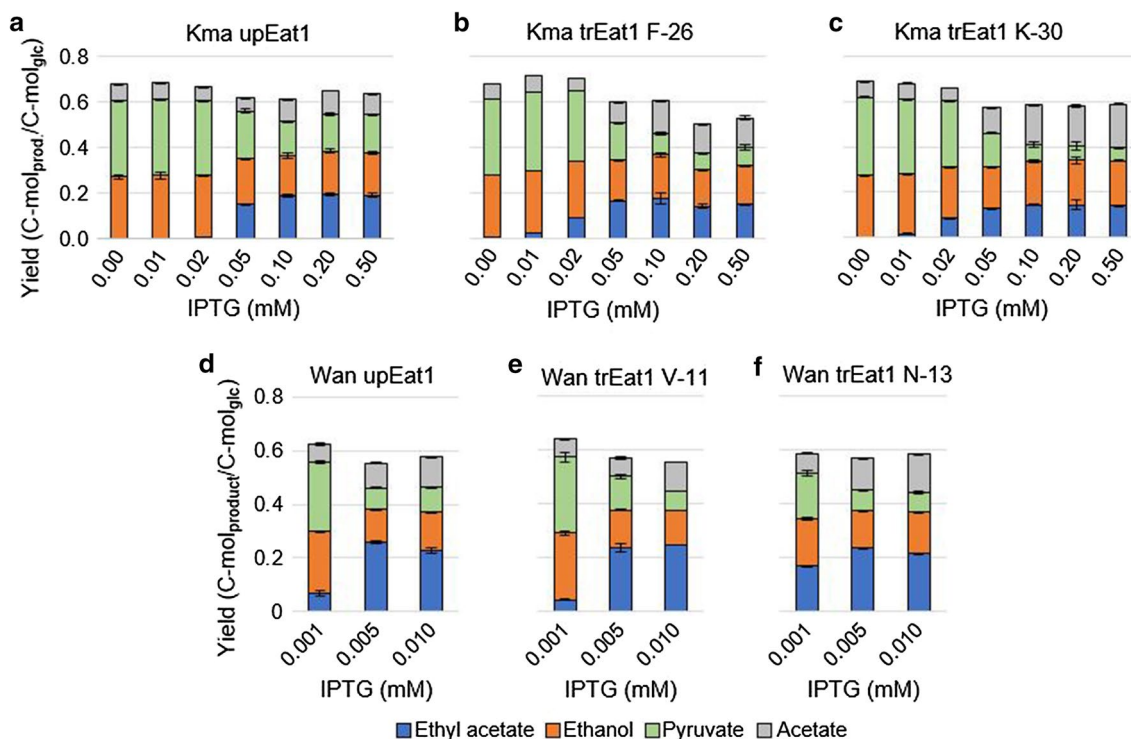 a
Kma upEat1
b
Kma trEat1 F-26
c
Kma trEat1 K-30
Yield (C-molprod./C-molglc)
0.8
0.6
0.4
0.2
0.0
0.00 0.01 0.02 0.05 0.10 0.20 0.50
IPTG (mM)
0.00 0.01 0.02 0.05 0.10 0.20 0.50
IPTG (mM)
0.00 0.01 0.02 0.05 0.10 0.20 0.50
IPTG (mM)
d
Wan upEat1
e
Wan trEat1 V-11
f
Wan trEat1 N-13
Yield (C-molproduct/C-molglc)
0.8
0.6
0.4
0.2
0
0.001 0.005 0.010
IPTG (mM)
0.001 0.005 0.010
IPTG (mM)
0.001 0.005 0.010
IPTG (mM)
Ethyl acetate Ethanol Pyruvate Acetate